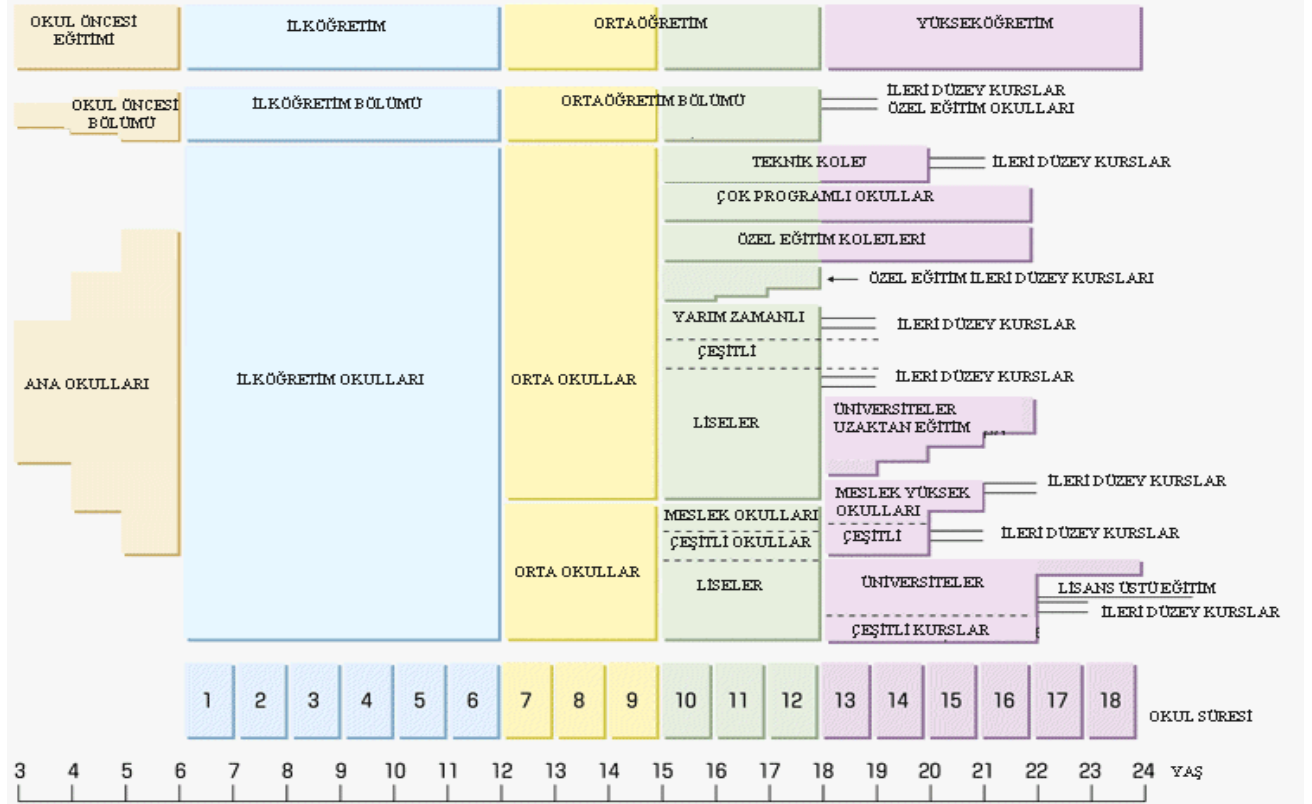 OKUL ÖNCESİ
EĞİTİMİ
İLKÖĞRETİM
ORTAÖĞRETİM
YÜKSEKÖĞRETİM
OKUL ÖNCESİ
BÖLÜMÜ
İLKÖĞRETİM BÖLÜMÜ
ORTAÖĞRETİM BÖLÜMÜ
İLERİ DÜZEY KURSLAR
ÖZEL EĞİTİM OKULLARI
TEKNİK KOLEJ
İLERİ DÜZEY KURSLAR
ÇOK PROGRAMLI OKULLAR
ÖZEL EĞİTİM KOLEJLERİ
ÖZEL EĞİTİM İLERİ DÜZEY KURSLARI
YARIM ZAMANLI
İLERİ DÜZEY KURSLAR
ÇEŞİTLİ
ANA OKULLARI
İLKÖĞRETİM OKULLARI
ORTA OKULLAR
İLERİ DÜZEY KURSLAR
LİSELER
ÜNİVERSİTELER
UZAKTAN EĞİTİM
MESLEK YÜKSEK
OKULLARI
İLERİ DÜZEY KURSLAR
MESLEK OKULLARI
ÇEŞİTLİ OKULLAR
ÇEŞİTLİ
İLERİ DÜZEY KURSLAR
ORTA OKULLAR
LİSELER
ÜNİVERSİTELER
LİSANS ÜSTÜ EĞİTİM
İLERİ DÜZEY KURSLAR
ÇEŞİTLİ KURSLAR
1 2 3 4 5 6 7 8 9 10 11 12 13 14 15 16 17 18
OKUL SÜRESİ
3 4 5 6 7 8 9 10 11 12 13 14 15 16 17 18 19 20 21 22 23 24 YAŞ